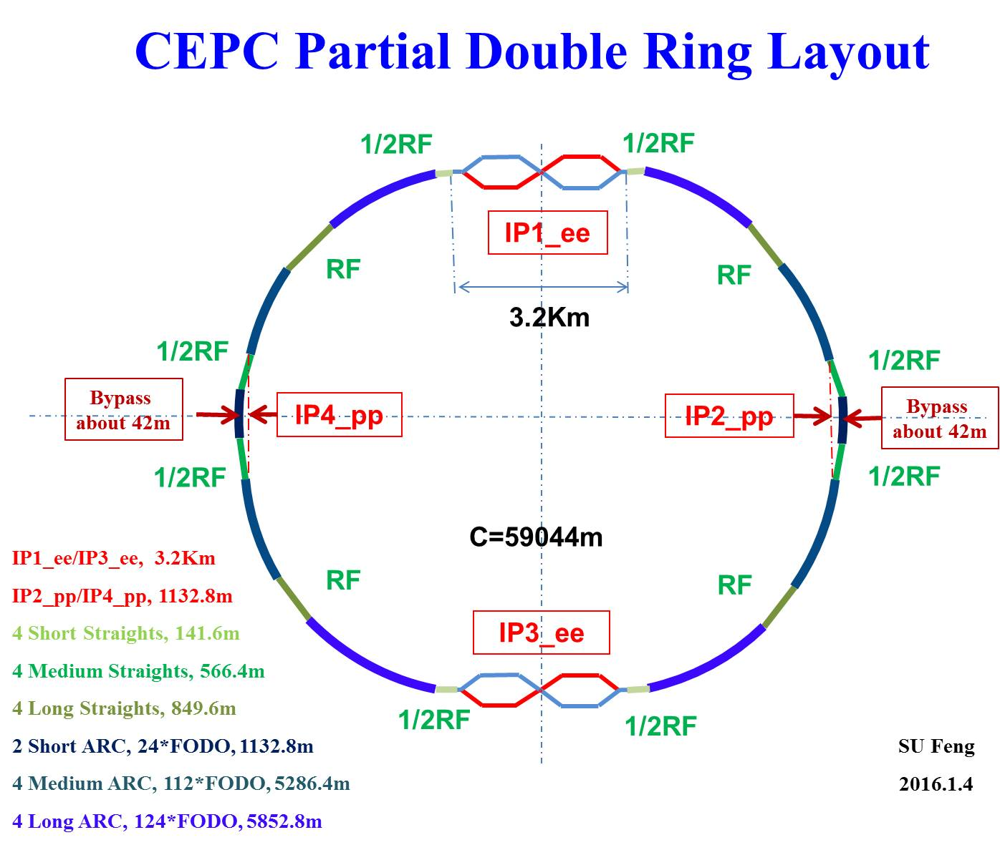 CEPC Partial Double Ring Layout
1/2RF
1/2RF
IP1_ee
RF
RF
3.2Km
1/2RF
1/2RF
Bypass
about 42m
IP4_pp
IP2_pp
Bypass
about 42m
1/2RF
1/2RF
C=59044m
RF
RF
IP3_ee
1/2RF
1/2RF
IP1_ee/IP3_ee, 3.2Km
IP2_pp/IP4_pp, 1132.8m
4 Short Straights, 141.6m
4 Medium Straights, 566.4m
4 Long Straights, 849.6m
2 Short ARC, 24*FODO, 1132.8m
4 Medium ARC, 112*FODO, 5286.4m
4 Long ARC, 124*FODO, 5852.8m
SU Feng
2016.1.4